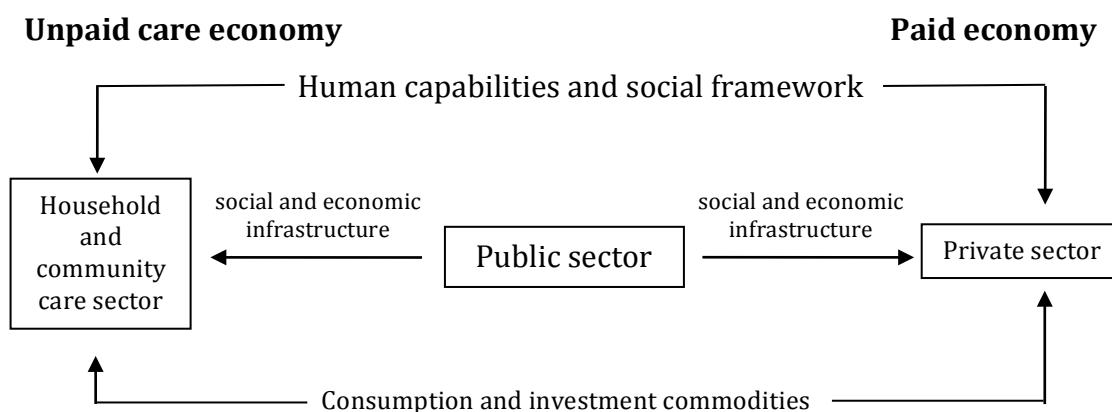 Unpaid care economy
Paid economy
Human capabilities and social framework
Household
and
community
care sector
social and economic
infrastructure
Public sector
social and economic
infrastructure
Private sector
Consumption and investment commodities